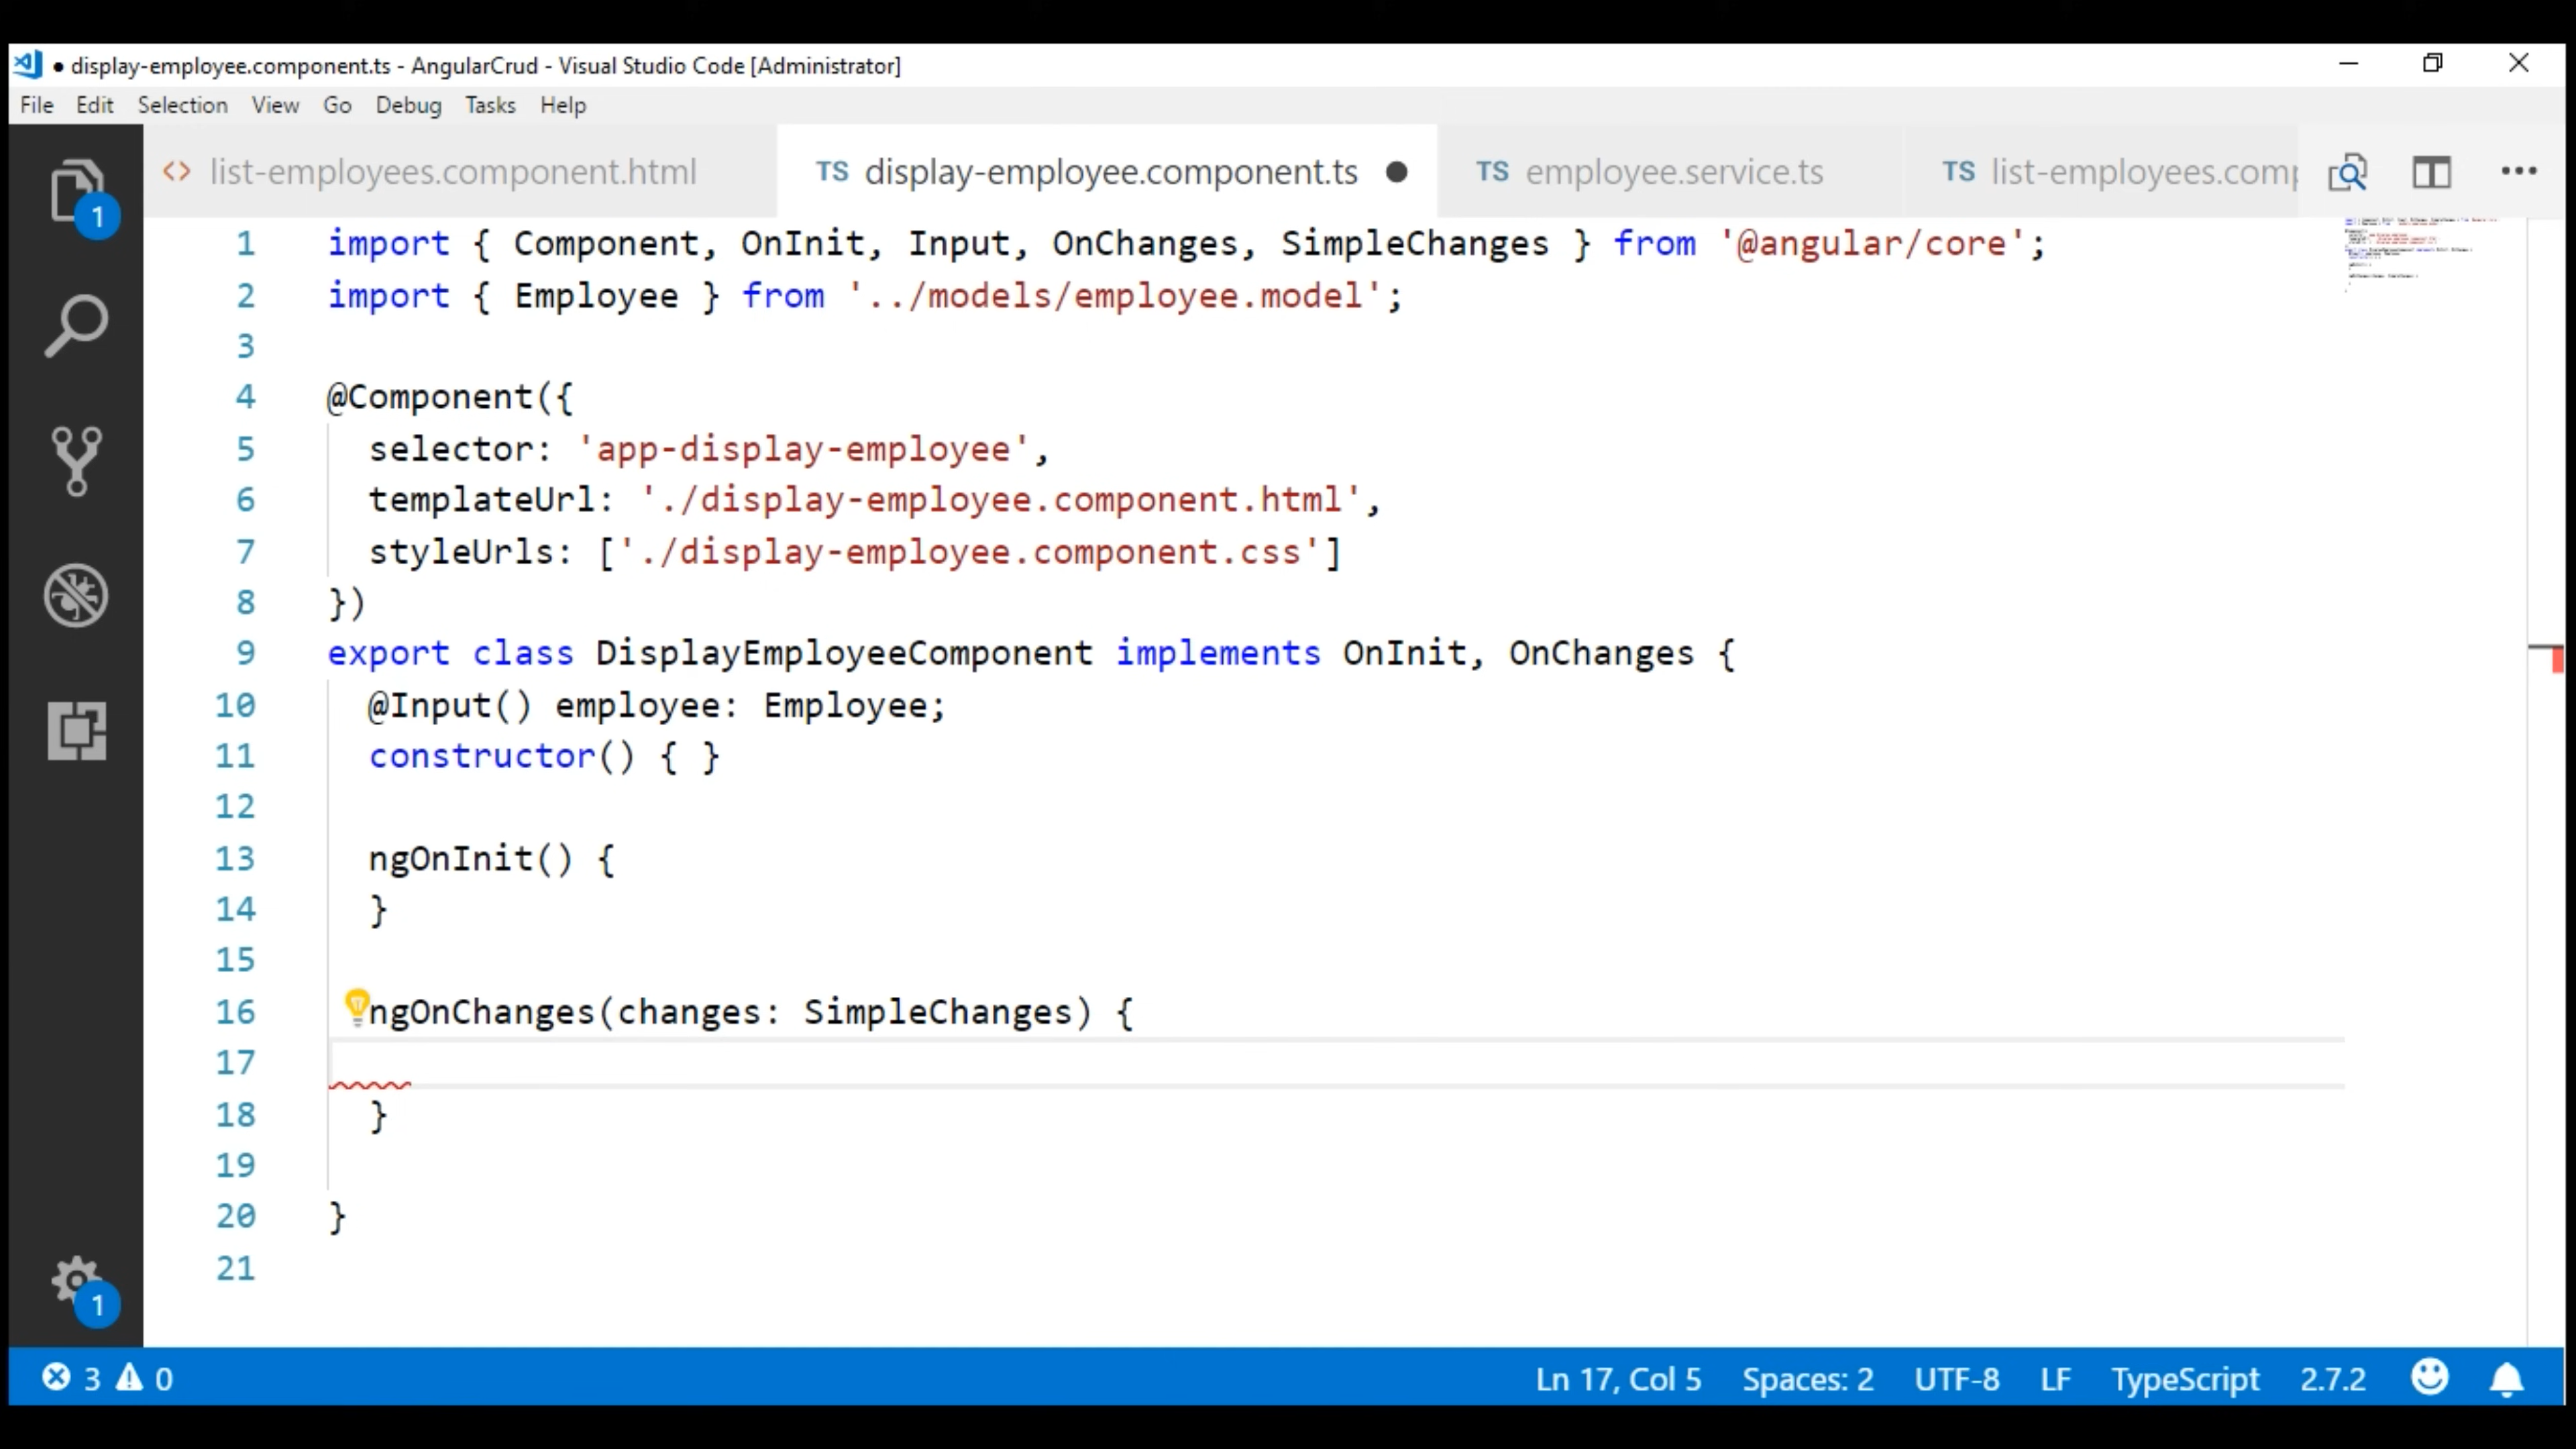 ● display-employee.component.ts - AngularCrud - Visual Studio Code [Administrator]
File Edit Selection View Go Debug Tasks Help
<> list-employees.component.html TS display-employee.component.ts ● TS employee.service.ts TS list-employees.comp
1 import { Component, OnInit, Input, OnChanges, SimpleChanges } from '@angular/core';
2 import { Employee } from '../models/employee.model';
3
4 @Component({
5 selector: 'app-display-employee',
6 templateUrl: './display-employee.component.html',
7 styleUrls: ['./display-employee.component.css']
8 })
9 export class DisplayEmployeeComponent implements OnInit, OnChanges {
10 @Input() employee: Employee;
11 constructor() { }
12
13 ngOnInit() {
14 }
15
16 ngOnChanges(changes: SimpleChanges) {
17
18 }
19
20 }
21
1
1
3 0 Ln 17, Col 5 Spaces: 2 UTF-8 LF TypeScript 2.7.2